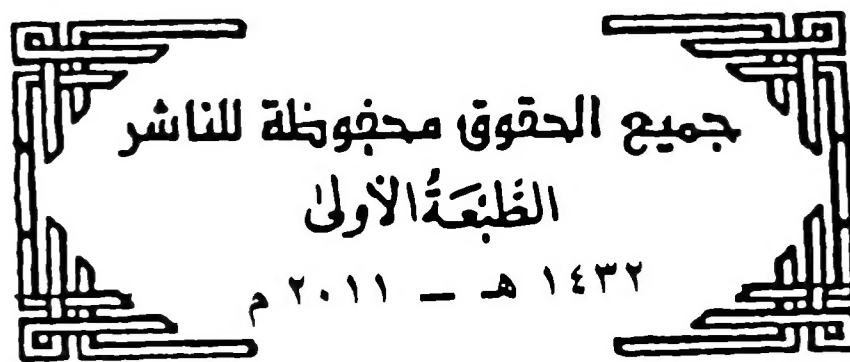 جميع الحقوق محفوظة للناشر
الطَّبْعَةُ الأولىٰ
١٤٣٢ هـ – ٢٠١١ م